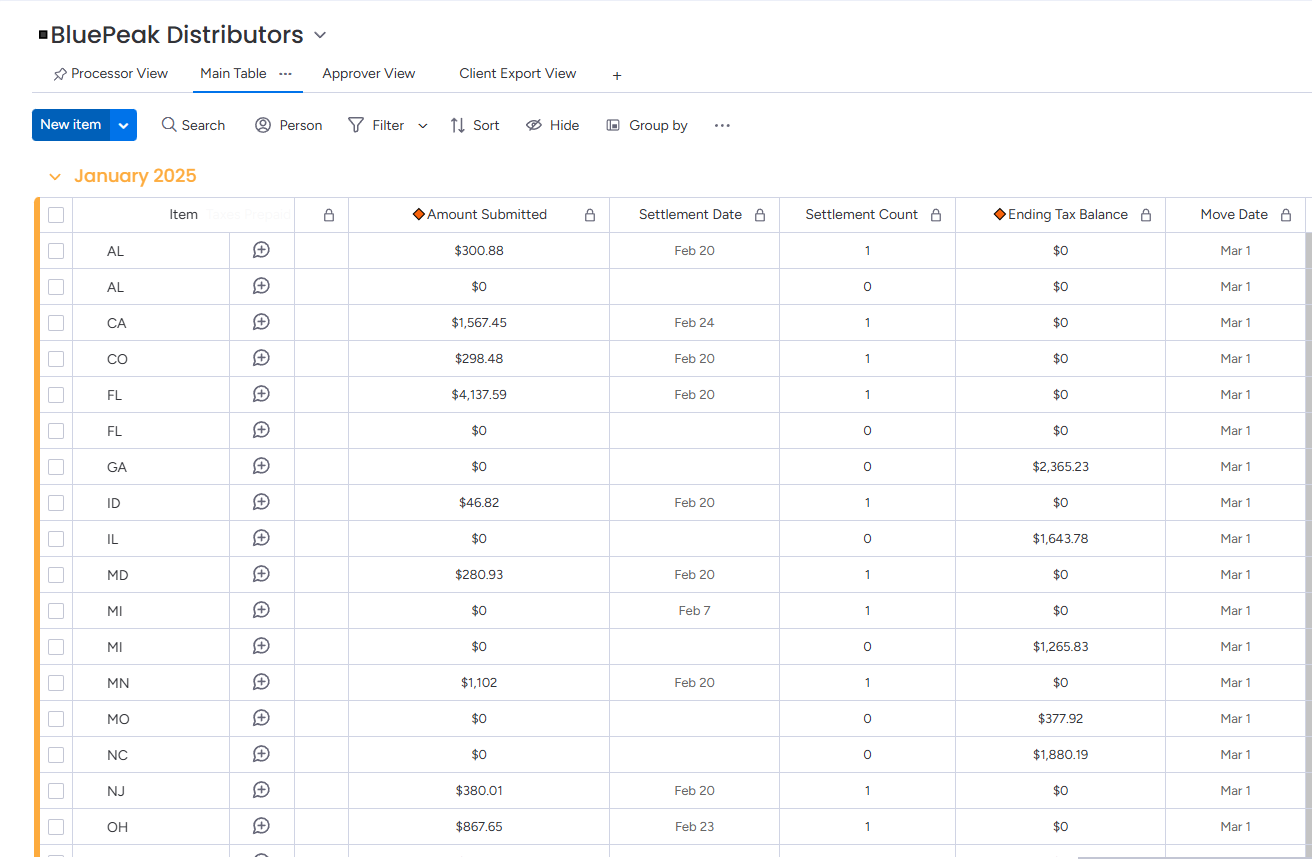 BluePeak Distributors
Processor View Main Table ... Approver View Client Export View +
New item Search Person Filter Sort Hide Group by ...
January 2025
Item Amount Submitted Settlement Date Settlement Count Ending Tax Balance Move Date
AL $300.88 Feb 20 1 $0 Mar 1
AL $0 0 $0 Mar 1
CA $1,567.45 Feb 24 1 $0 Mar 1
CO $298.48 Feb 20 1 $0 Mar 1
FL $4,137.59 Feb 20 1 $0 Mar 1
FL $0 0 $0 Mar 1
GA $0 0 $2,365.23 Mar 1
ID $46.82 Feb 20 1 $0 Mar 1
IL $0 0 $1,643.78 Mar 1
MD $280.93 Feb 20 1 $0 Mar 1
MI $0 Feb 7 1 $0 Mar 1
MI $0 0 $1,265.83 Mar 1
MN $1,102 Feb 20 1 $0 Mar 1
MO $0 0 $377.92 Mar 1
NC $0 0 $1,880.19 Mar 1
NJ $380.01 Feb 20 1 $0 Mar 1
OH $867.65 Feb 23 1 $0 Mar 1